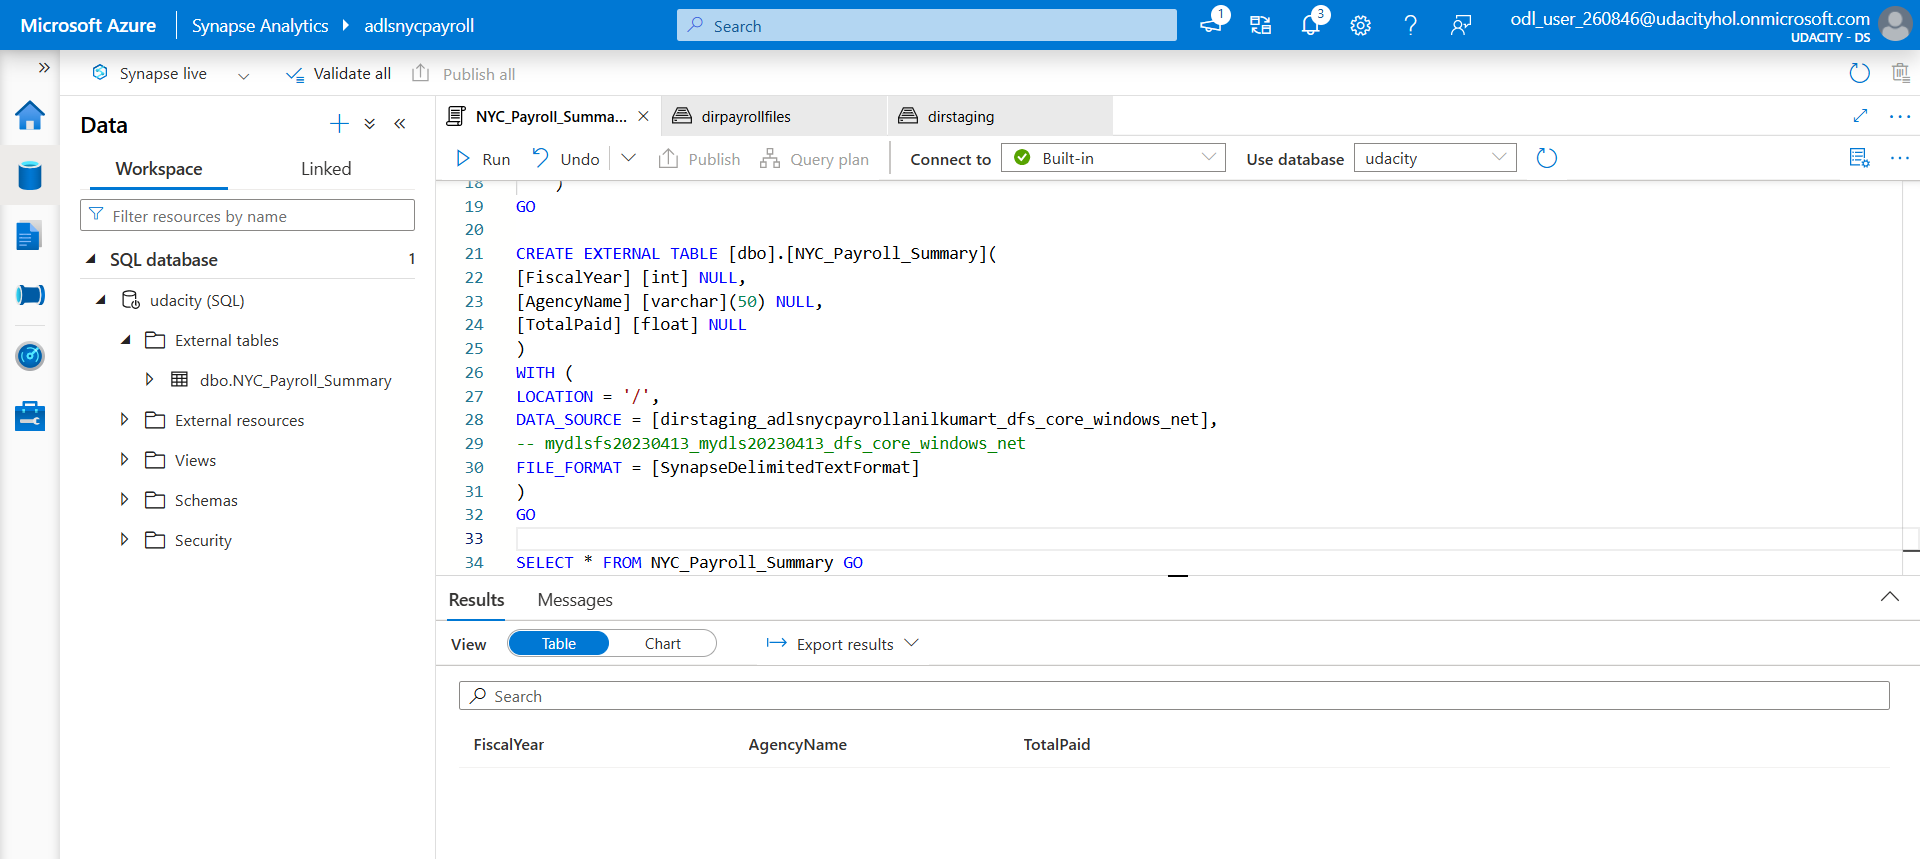 Microsoft Azure
Synapse Analytics
adlsnycpayroll
Search
1
3
odl_user_260846@udacityhol.onmicrosoft.com
UDACITY - DS
Synapse live
Validate all
Publish all
Data
Workspace
Linked
Filter resources by name
SQL database
1
udacity (SQL)
External tables
dbo.NYC_Payroll_Summary
External resources
Views
Schemas
Security
NYC_Payroll_Summa...
dirpayrollfiles
dirstaging
Run
Undo
Publish
Query plan
Connect to
Built-in
Use database
udacity
18 )
19 GO
20
21 CREATE EXTERNAL TABLE [dbo].[NYC_Payroll_Summary](
22 [FiscalYear] [int] NULL,
23 [AgencyName] [varchar](50) NULL,
24 [TotalPaid] [float] NULL
25 )
26 WITH (
27 LOCATION = '/',
28 DATA_SOURCE = [dirstaging_adlsnycpayrollanilkumart_dfs_core_windows_net],
29 -- mydlsfs20230413_mydls20230413_dfs_core_windows_net
30 FILE_FORMAT = [SynapseDelimitedTextFormat]
31 )
32 GO
33
34 SELECT * FROM NYC_Payroll_Summary GO
Results
Messages
View
Table
Chart
Export results
Search
FiscalYear
AgencyName
TotalPaid